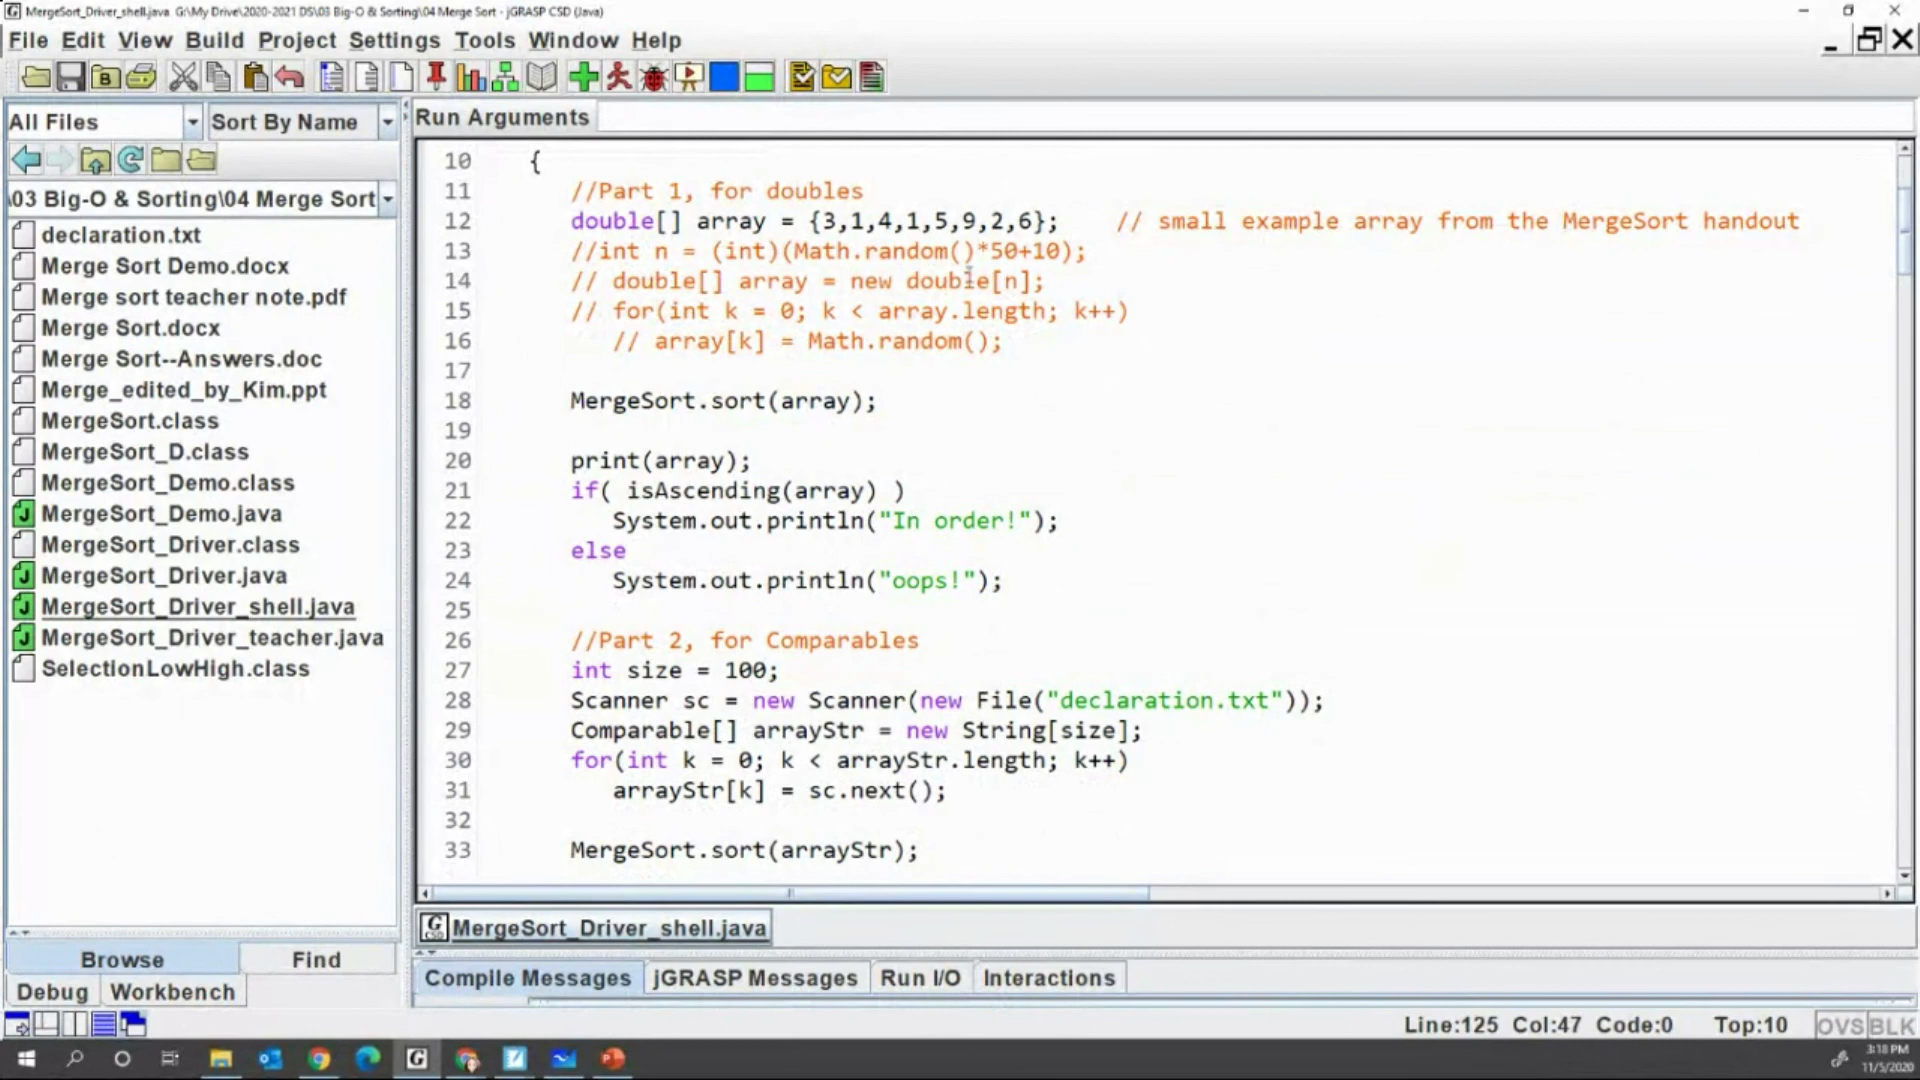 MergeSort_Driver_shell.java G:\My Drive\2020-2021 DS\03 Big-O & Sorting\04 Merge Sort - jGRASP CSD (Java)
File Edit View Build Project Settings Tools Window Help
All Files Sort By Name
Run Arguments
\03 Big-O & Sorting\04 Merge Sort
declaration.txt
Merge Sort Demo.docx
Merge sort teacher note.pdf
Merge Sort.docx
Merge Sort--Answers.doc
Merge_edited_by_Kim.ppt
MergeSort.class
MergeSort_D.class
MergeSort_Demo.class
MergeSort_Demo.java
MergeSort_Driver.class
MergeSort_Driver.java
MergeSort_Driver_shell.java
MergeSort_Driver_teacher.java
SelectionLowHigh.class
Browse Find
Debug Workbench
10 {
11 //Part 1, for doubles
12 double[] array = {3,1,4,1,5,9,2,6}; // small example array from the MergeSort handout
13 //int n = (int)(Math.random()*50+10);
14 // double[] array = new double[n];
15 // for(int k = 0; k < array.length; k++)
16 // array[k] = Math.random();
17
18 MergeSort.sort(array);
19
20 print(array);
21 if( isAscending(array) )
22 System.out.println("In order!");
23 else
24 System.out.println("oops!");
25
26 //Part 2, for Comparables
27 int size = 100;
28 Scanner sc = new Scanner(new File("declaration.txt"));
29 Comparable[] arrayStr = new String[size];
30 for(int k = 0; k < arrayStr.length; k++)
31 arrayStr[k] = sc.next();
32
33 MergeSort.sort(arrayStr);
MergeSort_Driver_shell.java
Compile Messages jGRASP Messages Run I/O Interactions
Line:125 Col:47 Code:0 Top:10 OVS BLK
3:18 PM
11/5/2020